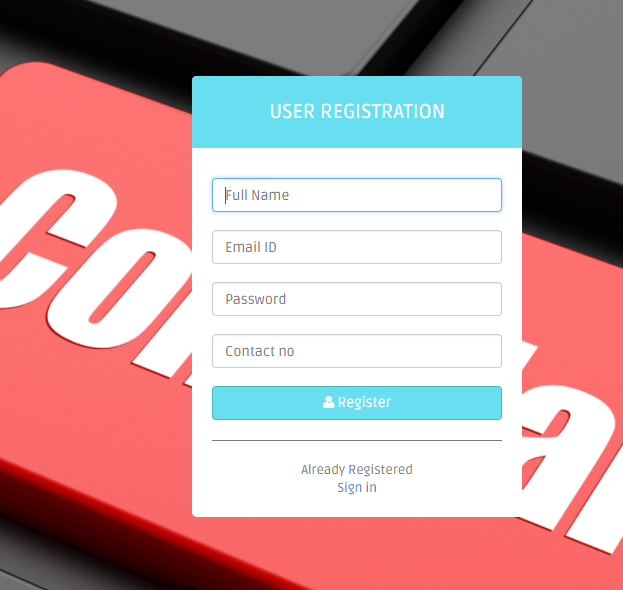 USER REGISTRATION
Full Name
Email ID
Password
Contact no
Register
Already Registered
Sign in